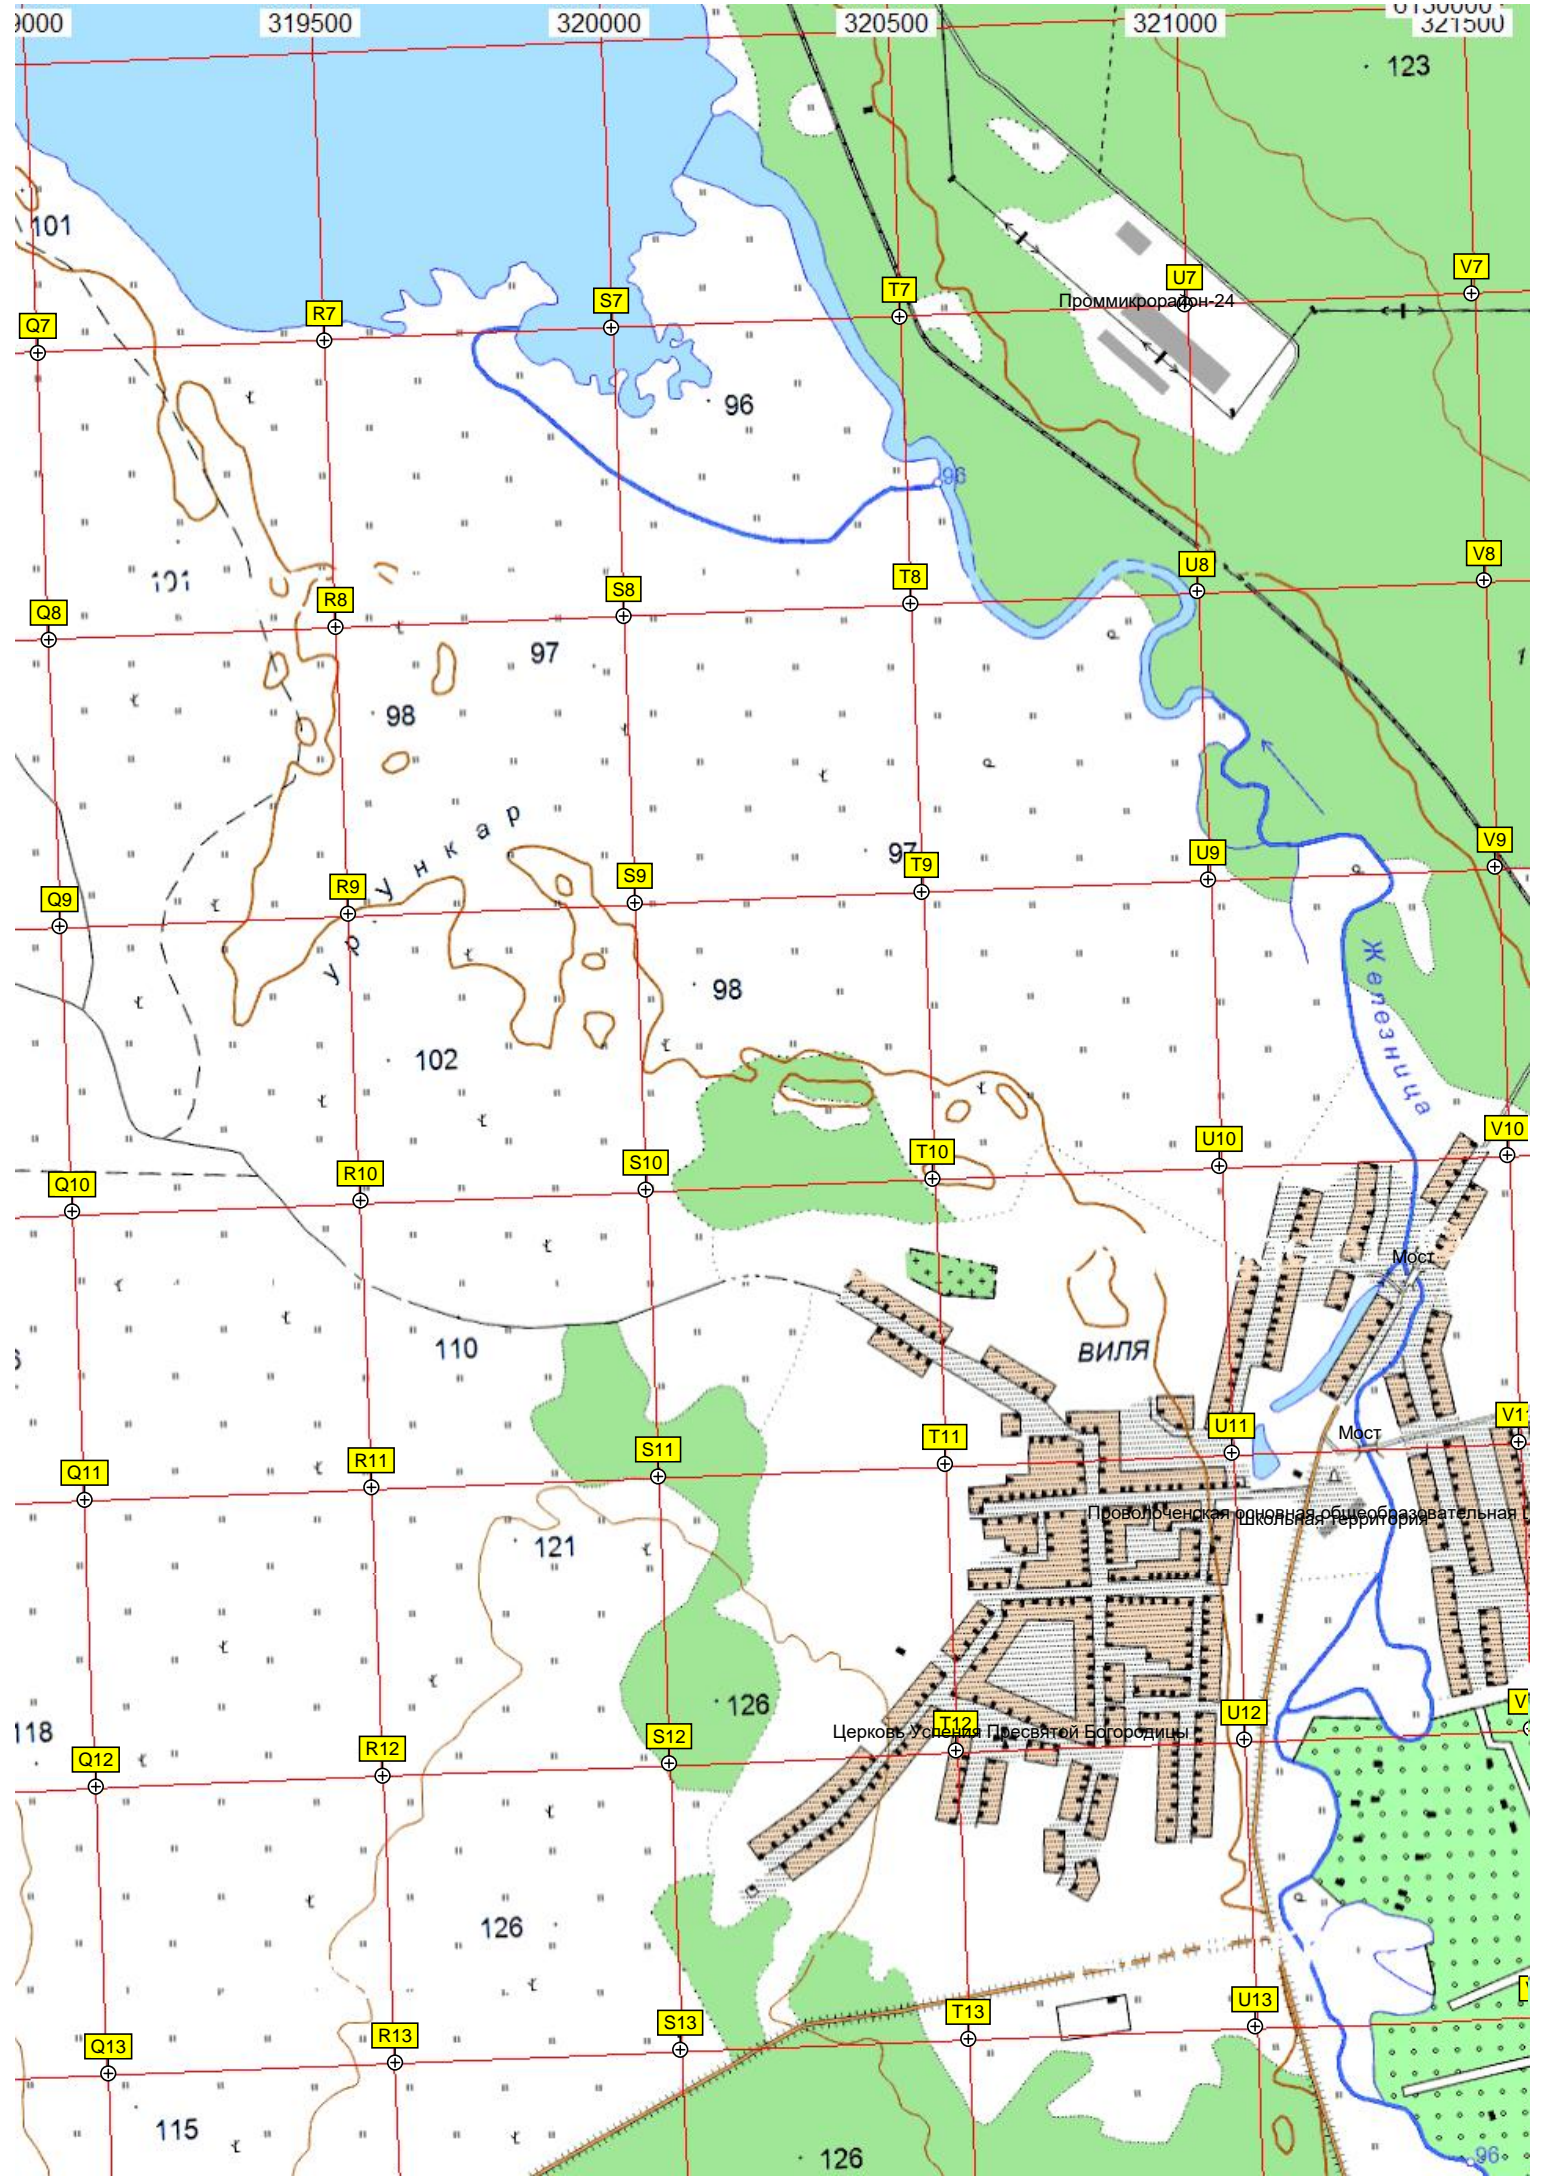 319500
320000
320500
321000
321500
123
101
V7
U7
S7
T7
Проммикрорайон-24
R7
Q7
96
96
V8
U8
101
T8
S8
R8
Q8
97
98
ур Ункар
97
V9
U9
T9
S9
R9
Q9
98
Железница
102
V10
U10
T10
S10
R10
Q10
Мост
110
ВИЛЯ
Мост
U11
T11
S11
R11
Q11
121
Проволоченская основная общеобразовательная
Школьная территория
126
118
U12
T12
Церковь Успения Пресвятой Богородицы
S12
R12
Q12
126
U13
T13
S13
R13
Q13
115
126
96